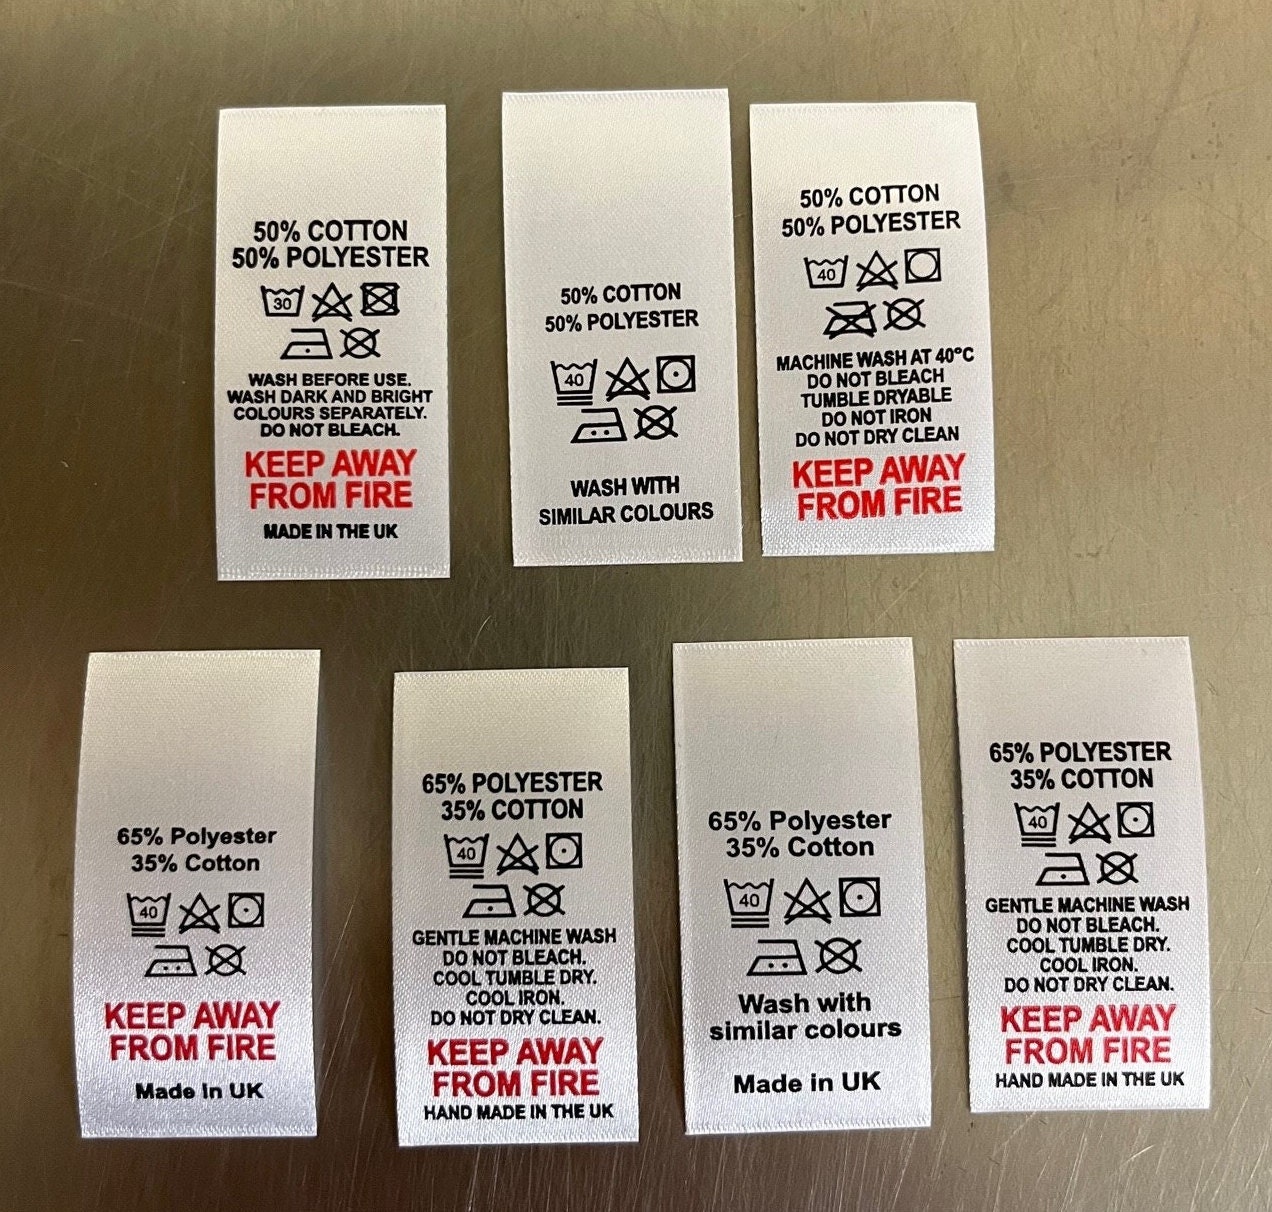 50% COTTON
50% POLYESTER
30
WASH BEFORE USE.
WASH DARK AND BRIGHT
COLOURS SEPARATELY.
DO NOT BLEACH.
KEEP AWAY
FROM FIRE
MADE IN THE UK
50% COTTON
50% POLYESTER
40
WASH WITH
SIMILAR COLOURS
50% COTTON
50% POLYESTER
40
MACHINE WASH AT 40°C
DO NOT BLEACH
TUMBLE DRYABLE
DO NOT IRON
DO NOT DRY CLEAN
KEEP AWAY
FROM FIRE
65% Polyester
35% Cotton
40
KEEP AWAY
FROM FIRE
Made in UK
65% POLYESTER
35% COTTON
40
GENTLE MACHINE WASH
DO NOT BLEACH.
COOL TUMBLE DRY.
COOL IRON.
DO NOT DRY CLEAN.
KEEP AWAY
FROM FIRE
HAND MADE IN THE UK
65% Polyester
35% Cotton
40
Wash with
similar colours
Made in UK
65% POLYESTER
35% COTTON
40
GENTLE MACHINE WASH
DO NOT BLEACH.
COOL TUMBLE DRY.
COOL IRON.
DO NOT DRY CLEAN.
KEEP AWAY
FROM FIRE
HAND MADE IN THE UK